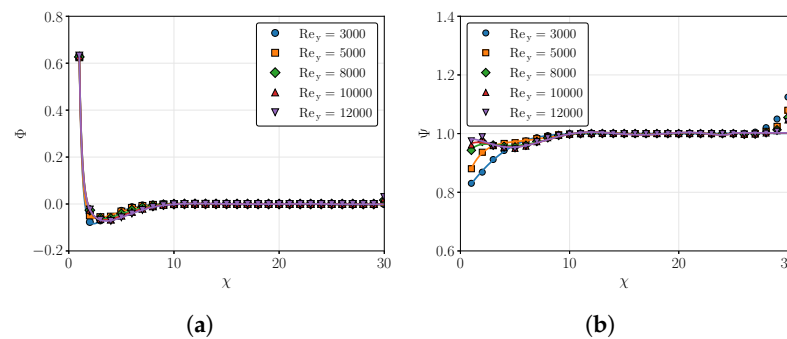 0.8
0.6
0.4
0.2
0.0
−0.2
Φ
0 10 20 30
χ
Re_y = 3000
Re_y = 5000
Re_y = 8000
Re_y = 10000
Re_y = 12000
(a)
1.4
1.2
1.0
0.8
0.6
Ψ
0 10 20 30
χ
Re_y = 3000
Re_y = 5000
Re_y = 8000
Re_y = 10000
Re_y = 12000
(b)